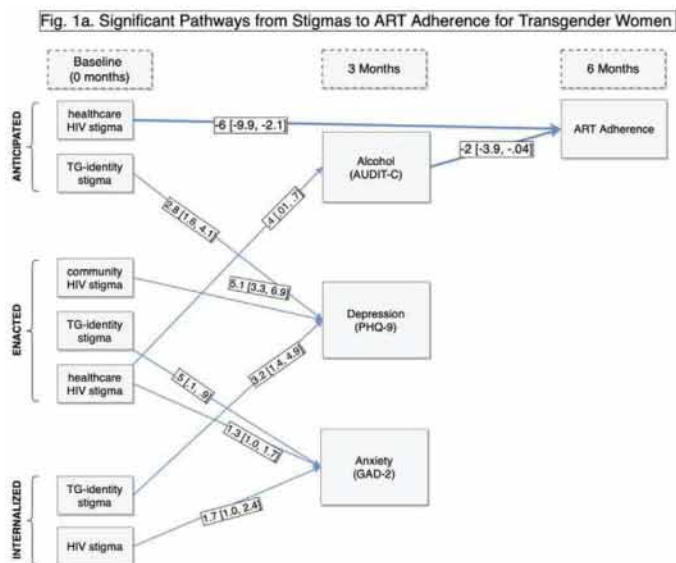 Fig. 1a. Significant Pathways from Stigmas to ART Adherence for Transgender Women
Baseline
(0 months)
3 Months
6 Months
ANTICIPATED
healthcare
HIV stigma
-6 [-9.9, -2.1]
ART Adherence
TG-identity
stigma
Alcohol
(AUDIT-C)
-2 [-3.9, -.04]
2.8 [1.6, 4.1]
.4 [.01, .7]
ENACTED
community
HIV stigma
5.1 [3.3, 6.9]
TG-identity
stigma
Depression
(PHQ-9)
healthcare
HIV stigma
.5 [.1, .9]
3.2 [1.4, 4.9]
1.3 [1.0, 1.7]
INTERNALIZED
TG-identity
stigma
Anxiety
(GAD-2)
HIV stigma
1.7 [1.0, 2.4]